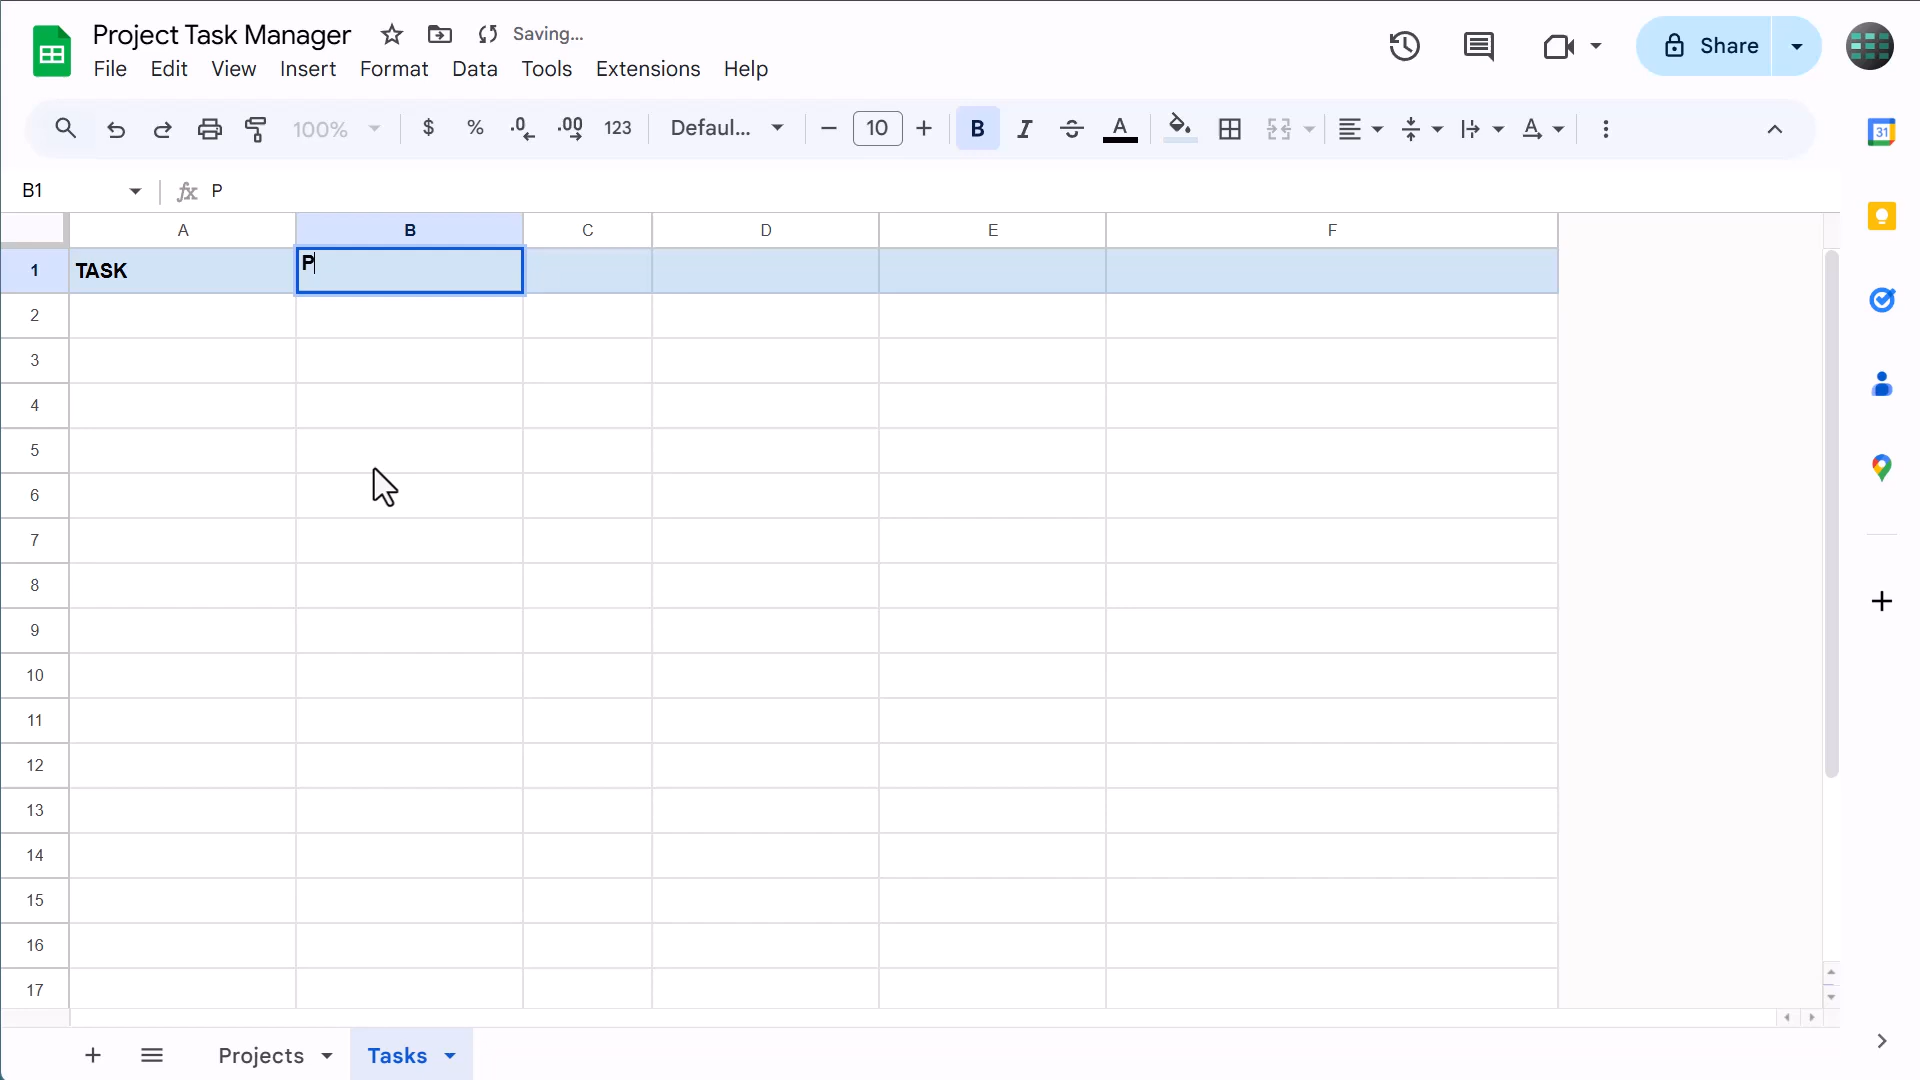 Project Task Manager Saving...
File Edit View Insert Format Data Tools Extensions Help
Share
100% $ % .0 .00 123 Defaul... 10 B I S A A
31
B1 fx P
A B C D E F
1 TASK P
2
3
4
5
6
7
8
9
10
11
12
13
14
15
16
17
Projects Tasks